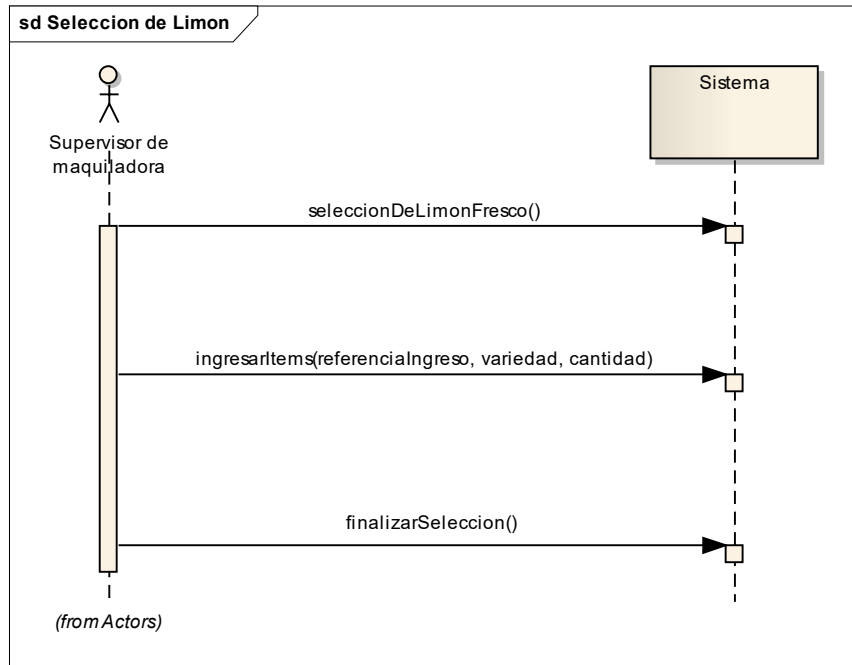 sd Seleccion de Limon
Supervisor de
maquiladora
Sistema
seleccionDeLimonFresco()
ingresarItems(referenciaIngreso, variedad, cantidad)
finalizarSeleccion()
(from Actors)